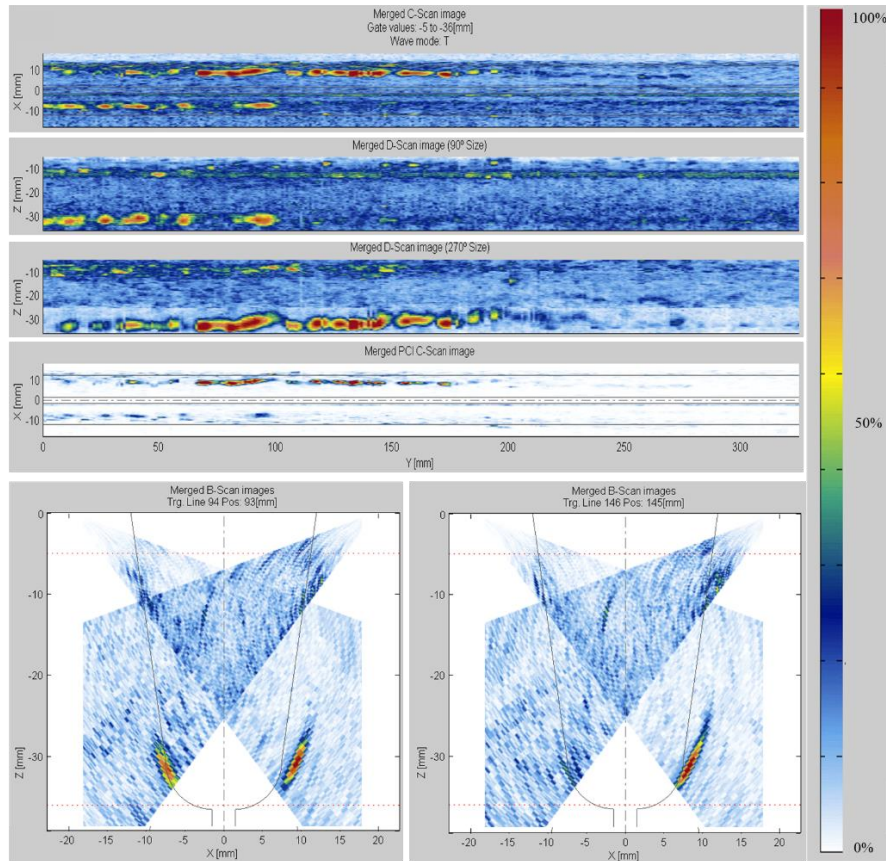 Merged C-Scan image
Gate values: -5 to -36[mm]
Wave mode: T
100%
10
0
-10
X [mm]
Merged D-Scan image (90º Size)
-10
-20
-30
Z [mm]
Merged D-Scan image (270º Size)
-10
-20
-30
Z [mm]
Merged PCI C-Scan image
10
0
-10
X [mm]
0 50 100 150 200 250 300
Y [mm]
50%
Merged B-Scan images
Trg. Line 94 Pos: 93[mm]
0
-10
-20
-30
Z [mm]
-20 -15 -10 -5 0 5 10 15 20
X [mm]
Merged B-Scan images
Trg. Line 146 Pos: 145[mm]
0
-10
-20
-30
Z [mm]
-20 -15 -10 -5 0 5 10 15 20
X [mm]
0%